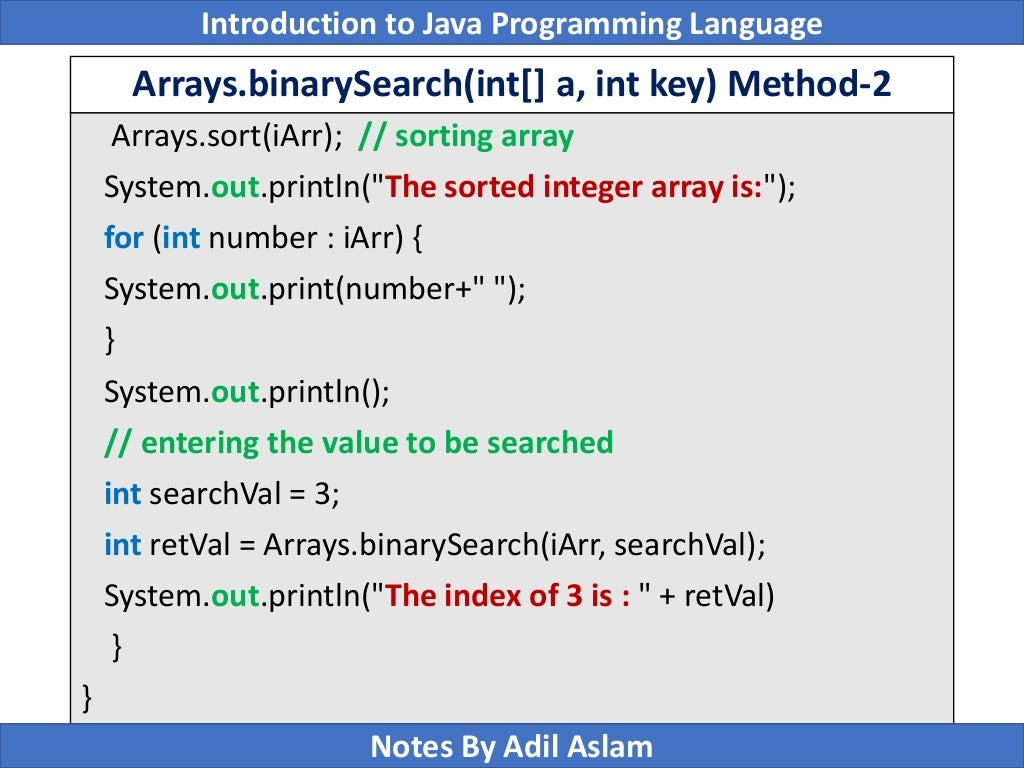 Introduction to Java Programming Language
Arrays.binarySearch(int[] a, int key) Method-2
Arrays.sort(iArr); // sorting array
System.out.println("The sorted integer array is:");
for (int number : iArr) {
System.out.print(number+" ");
}
System.out.println();
// entering the value to be searched
int searchVal = 3;
int retVal = Arrays.binarySearch(iArr, searchVal);
System.out.println("The index of 3 is : " + retVal)
}
}
Notes By Adil Aslam